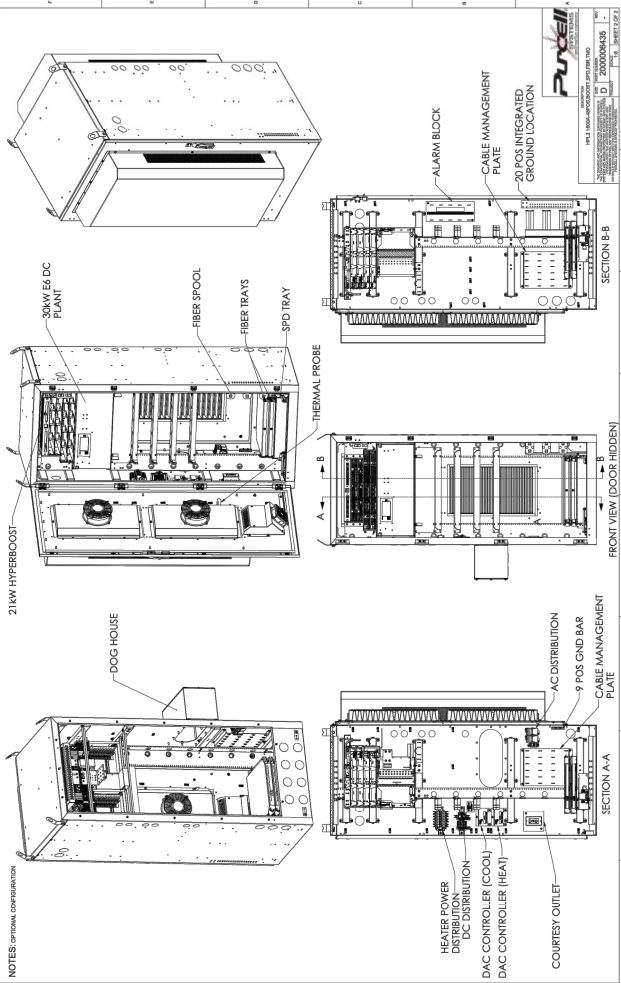 NOTES: OPTIONAL CONFIGURATION
DOG HOUSE
21kW HYPERBOOST
30kW E6 DC
PLANT
FIBER SPOOL
FIBER TRAYS
SPD TRAY
THERMAL PROBE
HEATER POWER
DISTRIBUTION
DC DISTRIBUTION
DAC CONTROLLER (COOL)
DAC CONTROLLER (HEAT)
COURTESY OUTLET
AC DISTRIBUTION
9 POS GND BAR
CABLE MANAGEMENT
PLATE
SECTION A-A
A
B
A
B
FRONT VIEW (DOOR HIDDEN)
ALARM BLOCK
CABLE MANAGEMENT
PLATE
20 POS INTEGRATED
GROUND LOCATION
SECTION B-B
Purcell
SYSTEMS
D
2000006435
-
SHEET 2 OF 2
F
E
D
C
B
A